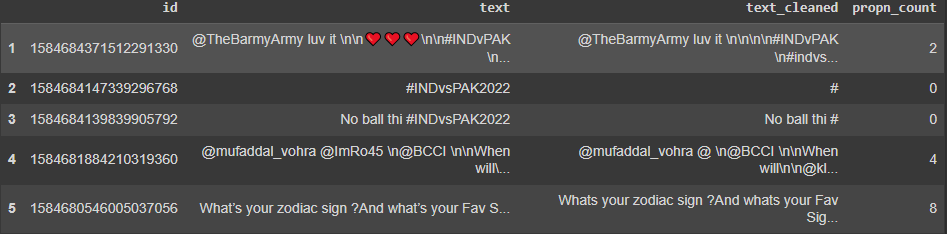 id text text_cleaned propn_count
1 1584684371512291330 @TheBarmyArmy luv it \n\n❤️❤️❤️\n\n#INDvPAK \n... @TheBarmyArmy luv it \n\n\n\n#INDvPAK \n#indvs... 2
2 1584684147339296768 #INDvsPAK2022 # 0
3 1584684139839905792 No ball thi #INDvsPAK2022 No ball thi # 0
4 1584681884210319360 @mufaddal_vohra @ImRo45 \n@BCCI \n\nWhen will\... @mufaddal_vohra @ \n@BCCI \n\nWhen will\n\n@kl... 4
5 1584680546005037056 What’s your zodiac sign ?And what’s your Fav S... Whats your zodiac sign ?And whats your Fav Sig... 8